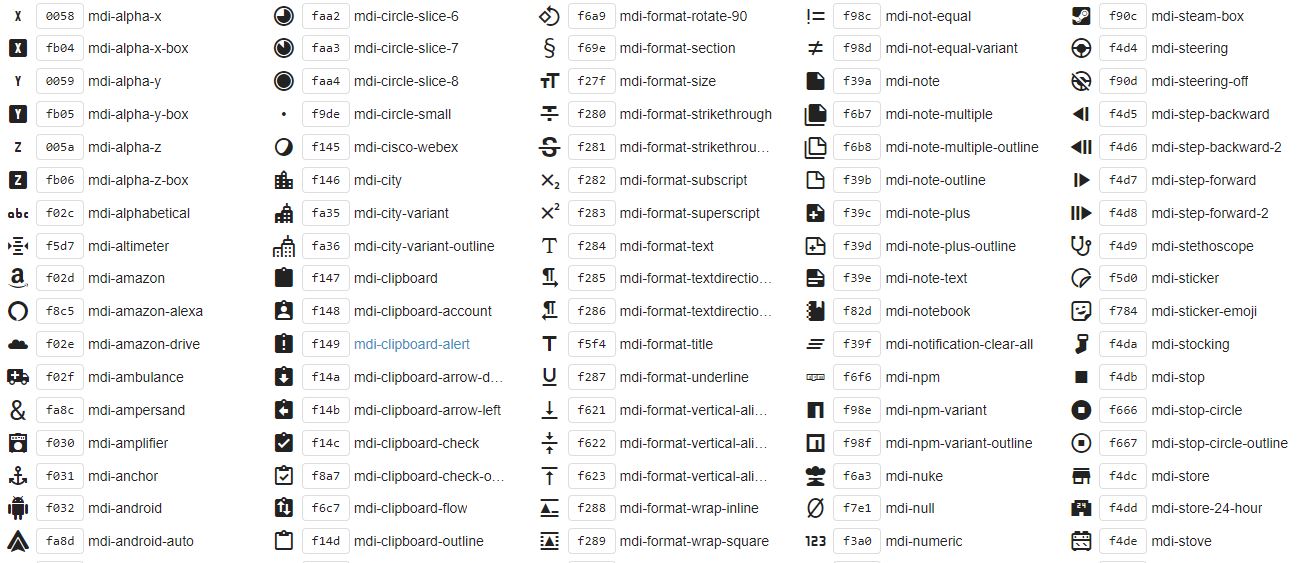 0058 mdi-alpha-x faa2 mdi-circle-slice-6 f6a9 mdi-format-rotate-90 f98c mdi-not-equal f90c mdi-steam-box
fb04 mdi-alpha-x-box faa3 mdi-circle-slice-7 f69e mdi-format-section f98d mdi-not-equal-variant f4d4 mdi-steering
0059 mdi-alpha-y faa4 mdi-circle-slice-8 f27f mdi-format-size f39a mdi-note f90d mdi-steering-off
fb05 mdi-alpha-y-box f9de mdi-circle-small f280 mdi-format-strikethrough f6b7 mdi-note-multiple f4d5 mdi-step-backward
005a mdi-alpha-z f145 mdi-cisco-webex f281 mdi-format-strikethrou… f6b8 mdi-note-multiple-outline f4d6 mdi-step-backward-2
fb06 mdi-alpha-z-box f146 mdi-city f282 mdi-format-subscript f39b mdi-note-outline f4d7 mdi-step-forward
f02c mdi-alphabetical fa35 mdi-city-variant f283 mdi-format-superscript f39c mdi-note-plus f4d8 mdi-step-forward-2
f5d7 mdi-altimeter fa36 mdi-city-variant-outline f284 mdi-format-text f39d mdi-note-plus-outline f4d9 mdi-stethoscope
f02d mdi-amazon f147 mdi-clipboard f285 mdi-format-textdirectio… f39e mdi-note-text f5d0 mdi-sticker
f8c5 mdi-amazon-alexa f148 mdi-clipboard-account f286 mdi-format-textdirectio… f82d mdi-notebook f784 mdi-sticker-emoji
f02e mdi-amazon-drive f149 mdi-clipboard-alert f5f4 mdi-format-title f39f mdi-notification-clear-all f4da mdi-stocking
f02f mdi-ambulance f14a mdi-clipboard-arrow-d… f287 mdi-format-underline f6f6 mdi-npm f4db mdi-stop
fa8c mdi-ampersand f14b mdi-clipboard-arrow-left f621 mdi-format-vertical-ali… f98e mdi-npm-variant f666 mdi-stop-circle
f030 mdi-amplifier f14c mdi-clipboard-check f622 mdi-format-vertical-ali… f98f mdi-npm-variant-outline f667 mdi-stop-circle-outline
f031 mdi-anchor f8a7 mdi-clipboard-check-o… f623 mdi-format-vertical-ali… f6a3 mdi-nuke f4dc mdi-store
f032 mdi-android f6c7 mdi-clipboard-flow f288 mdi-format-wrap-inline f7e1 mdi-null f4dd mdi-store-24-hour
fa8d mdi-android-auto f14d mdi-clipboard-outline f289 mdi-format-wrap-square f3a0 mdi-numeric f4de mdi-stove